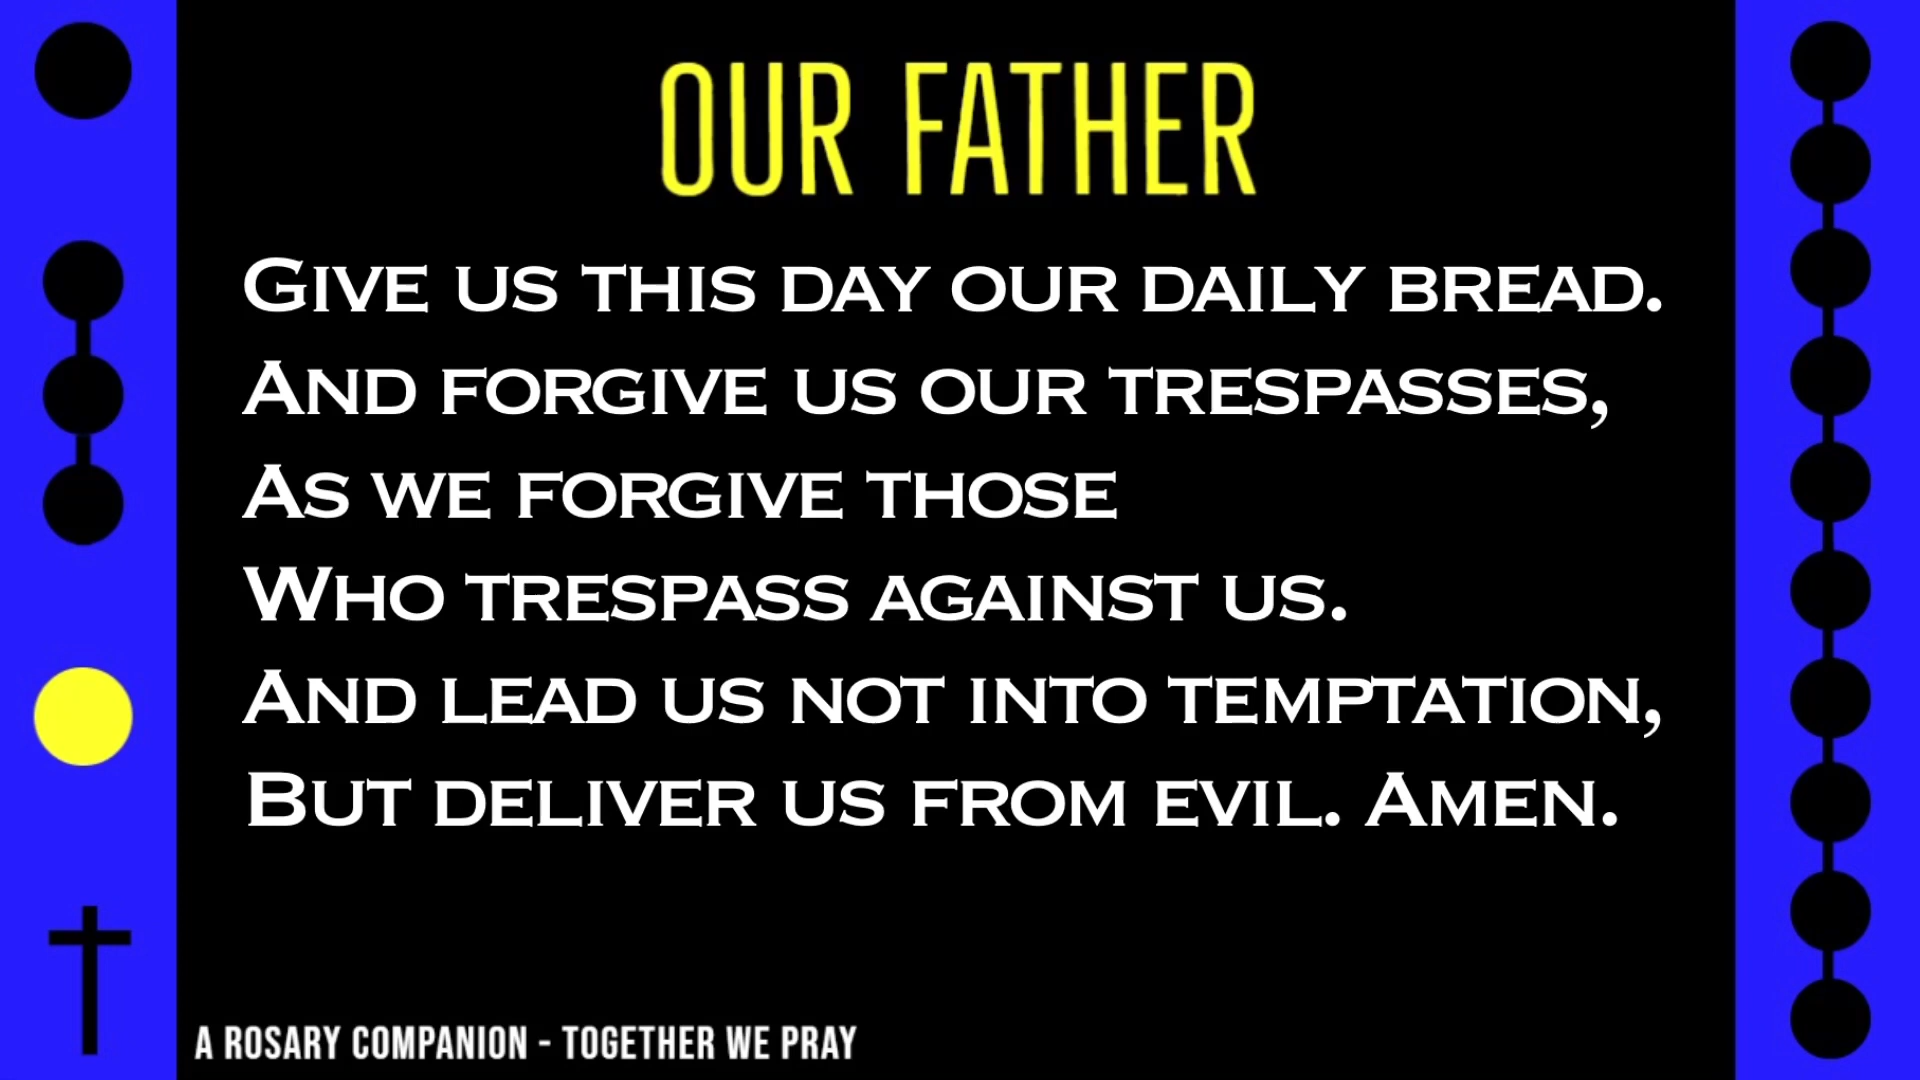 OUR FATHER
Give us this day our daily bread.
And forgive us our trespasses,
As we forgive those
Who trespass against us.
And lead us not into temptation,
But deliver us from evil. Amen.
A ROSARY COMPANION - TOGETHER WE PRAY